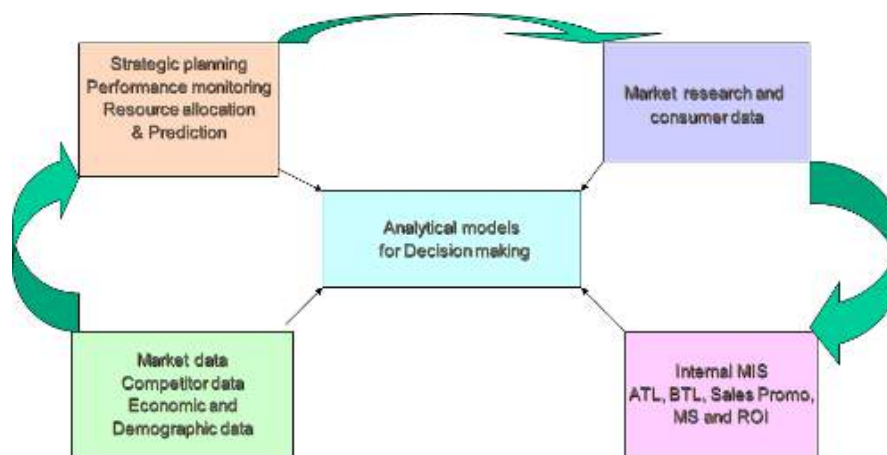 Strategic planning
Performance monitoring
Resource allocation
& Prediction
Market research and
consumer data
Analytical models
for Decision making
Market data
Competitor data
Economic and
Demographic data
Internal MIS
ATL, BTL, Sales Promo,
MS and ROI